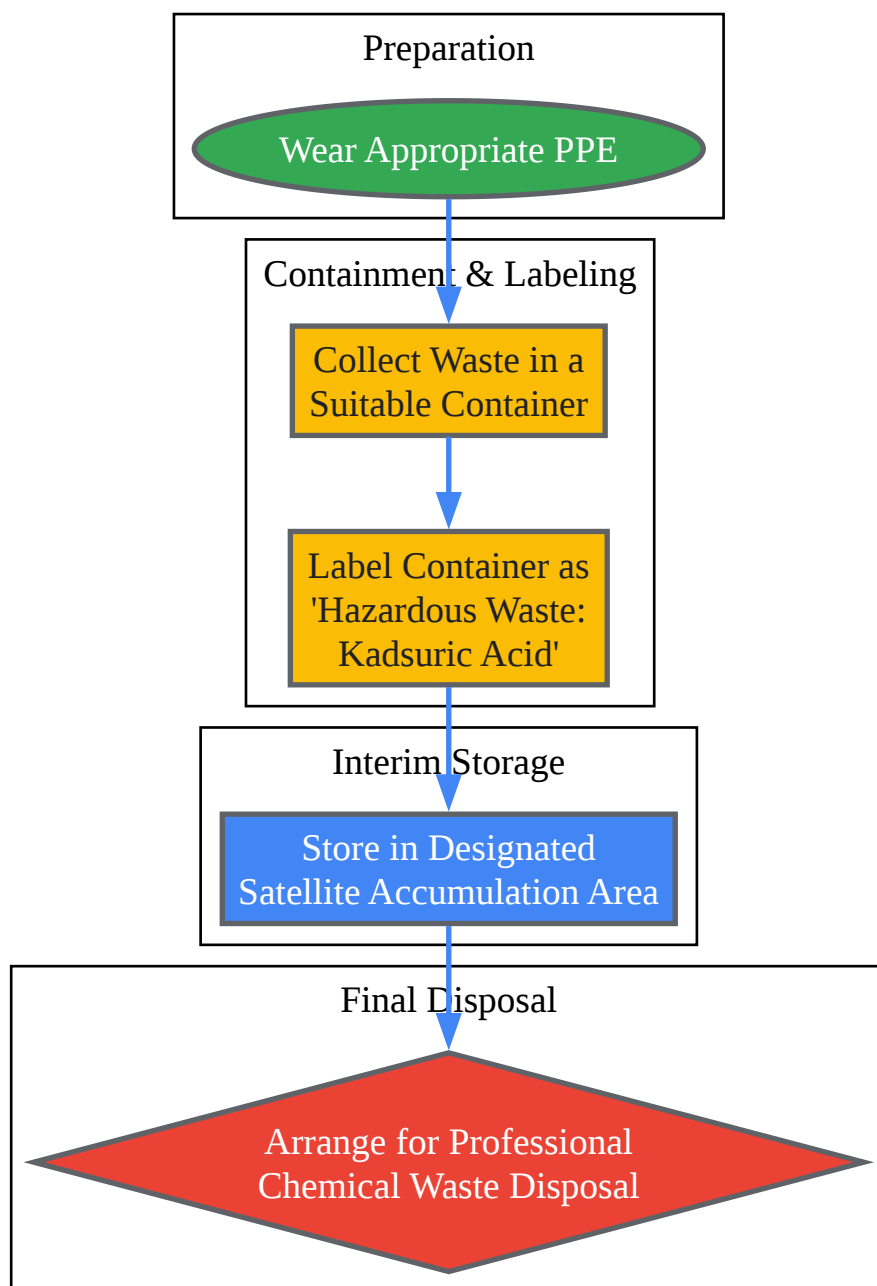 Preparation
Wear Appropriate PPE
Containment & Labeling
Collect Waste in a
Suitable Container
Label Container as
'Hazardous Waste:
Kadsuric Acid'
Interim Storage
Store in Designated
Satellite Accumulation Area
Final Disposal
Arrange for Professional
Chemical Waste Disposal